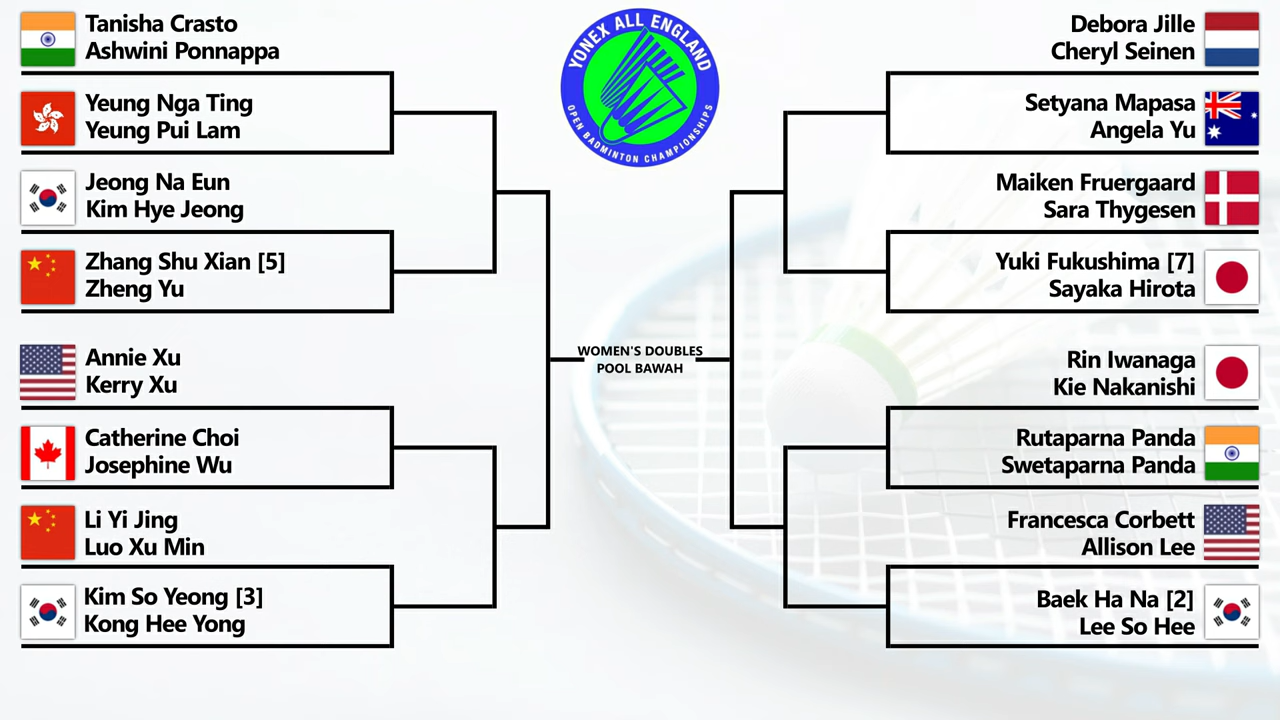 Tanisha Crasto
Ashwini Ponnappa
Yeung Nga Ting
Yeung Pui Lam
Jeong Na Eun
Kim Hye Jeong
Zhang Shu Xian [5]
Zheng Yu
Annie Xu
Kerry Xu
Catherine Choi
Josephine Wu
Li Yi Jing
Luo Xu Min
Kim So Yeong [3]
Kong Hee Yong
YONEX ALL ENGLAND
OPEN BADMINTON CHAMPIONSHIPS
WOMEN'S DOUBLES
POOL BAWAH
Debora Jille
Cheryl Seinen
Setyana Mapasa
Angela Yu
Maiken Fruergaard
Sara Thygesen
Yuki Fukushima [7]
Sayaka Hirota
Rin Iwanaga
Kie Nakanishi
Rutaparna Panda
Swetaparna Panda
Francesca Corbett
Allison Lee
Baek Ha Na [2]
Lee So Hee